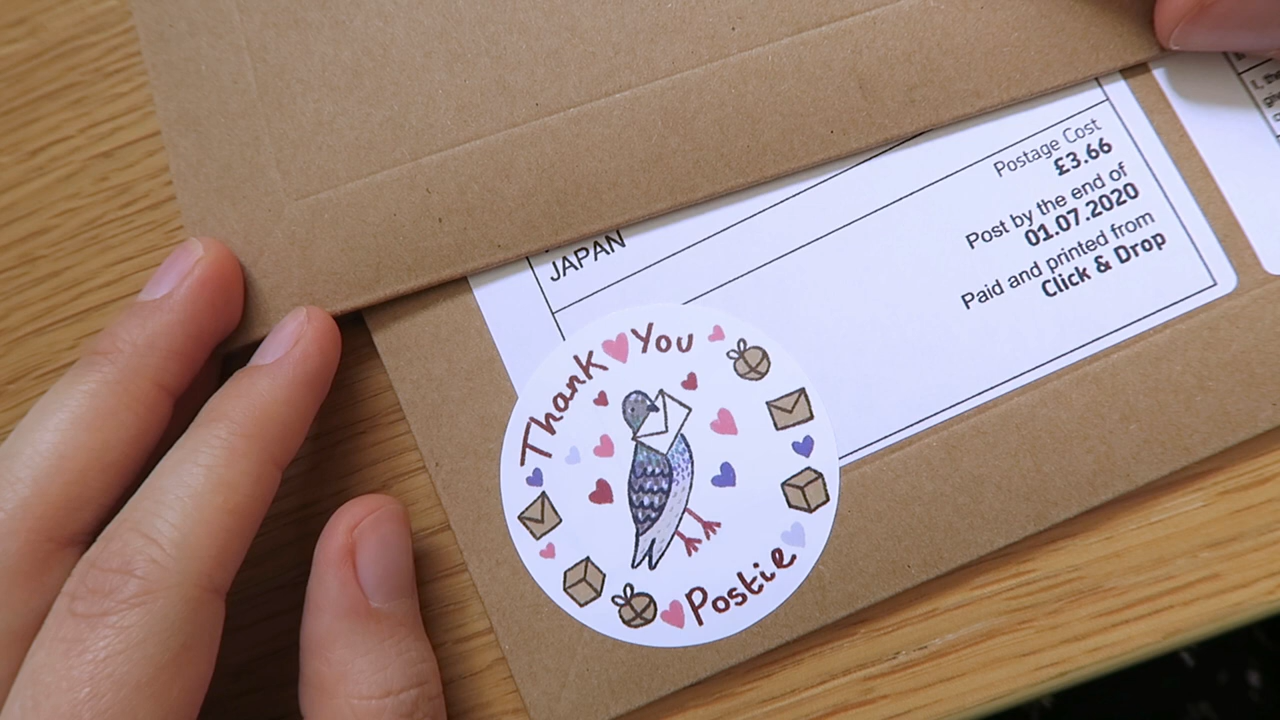 JAPAN
Postage Cost
£3.66
Post by the end of
01.07.2020
Paid and printed from
Click & Drop
Thank You
Postie